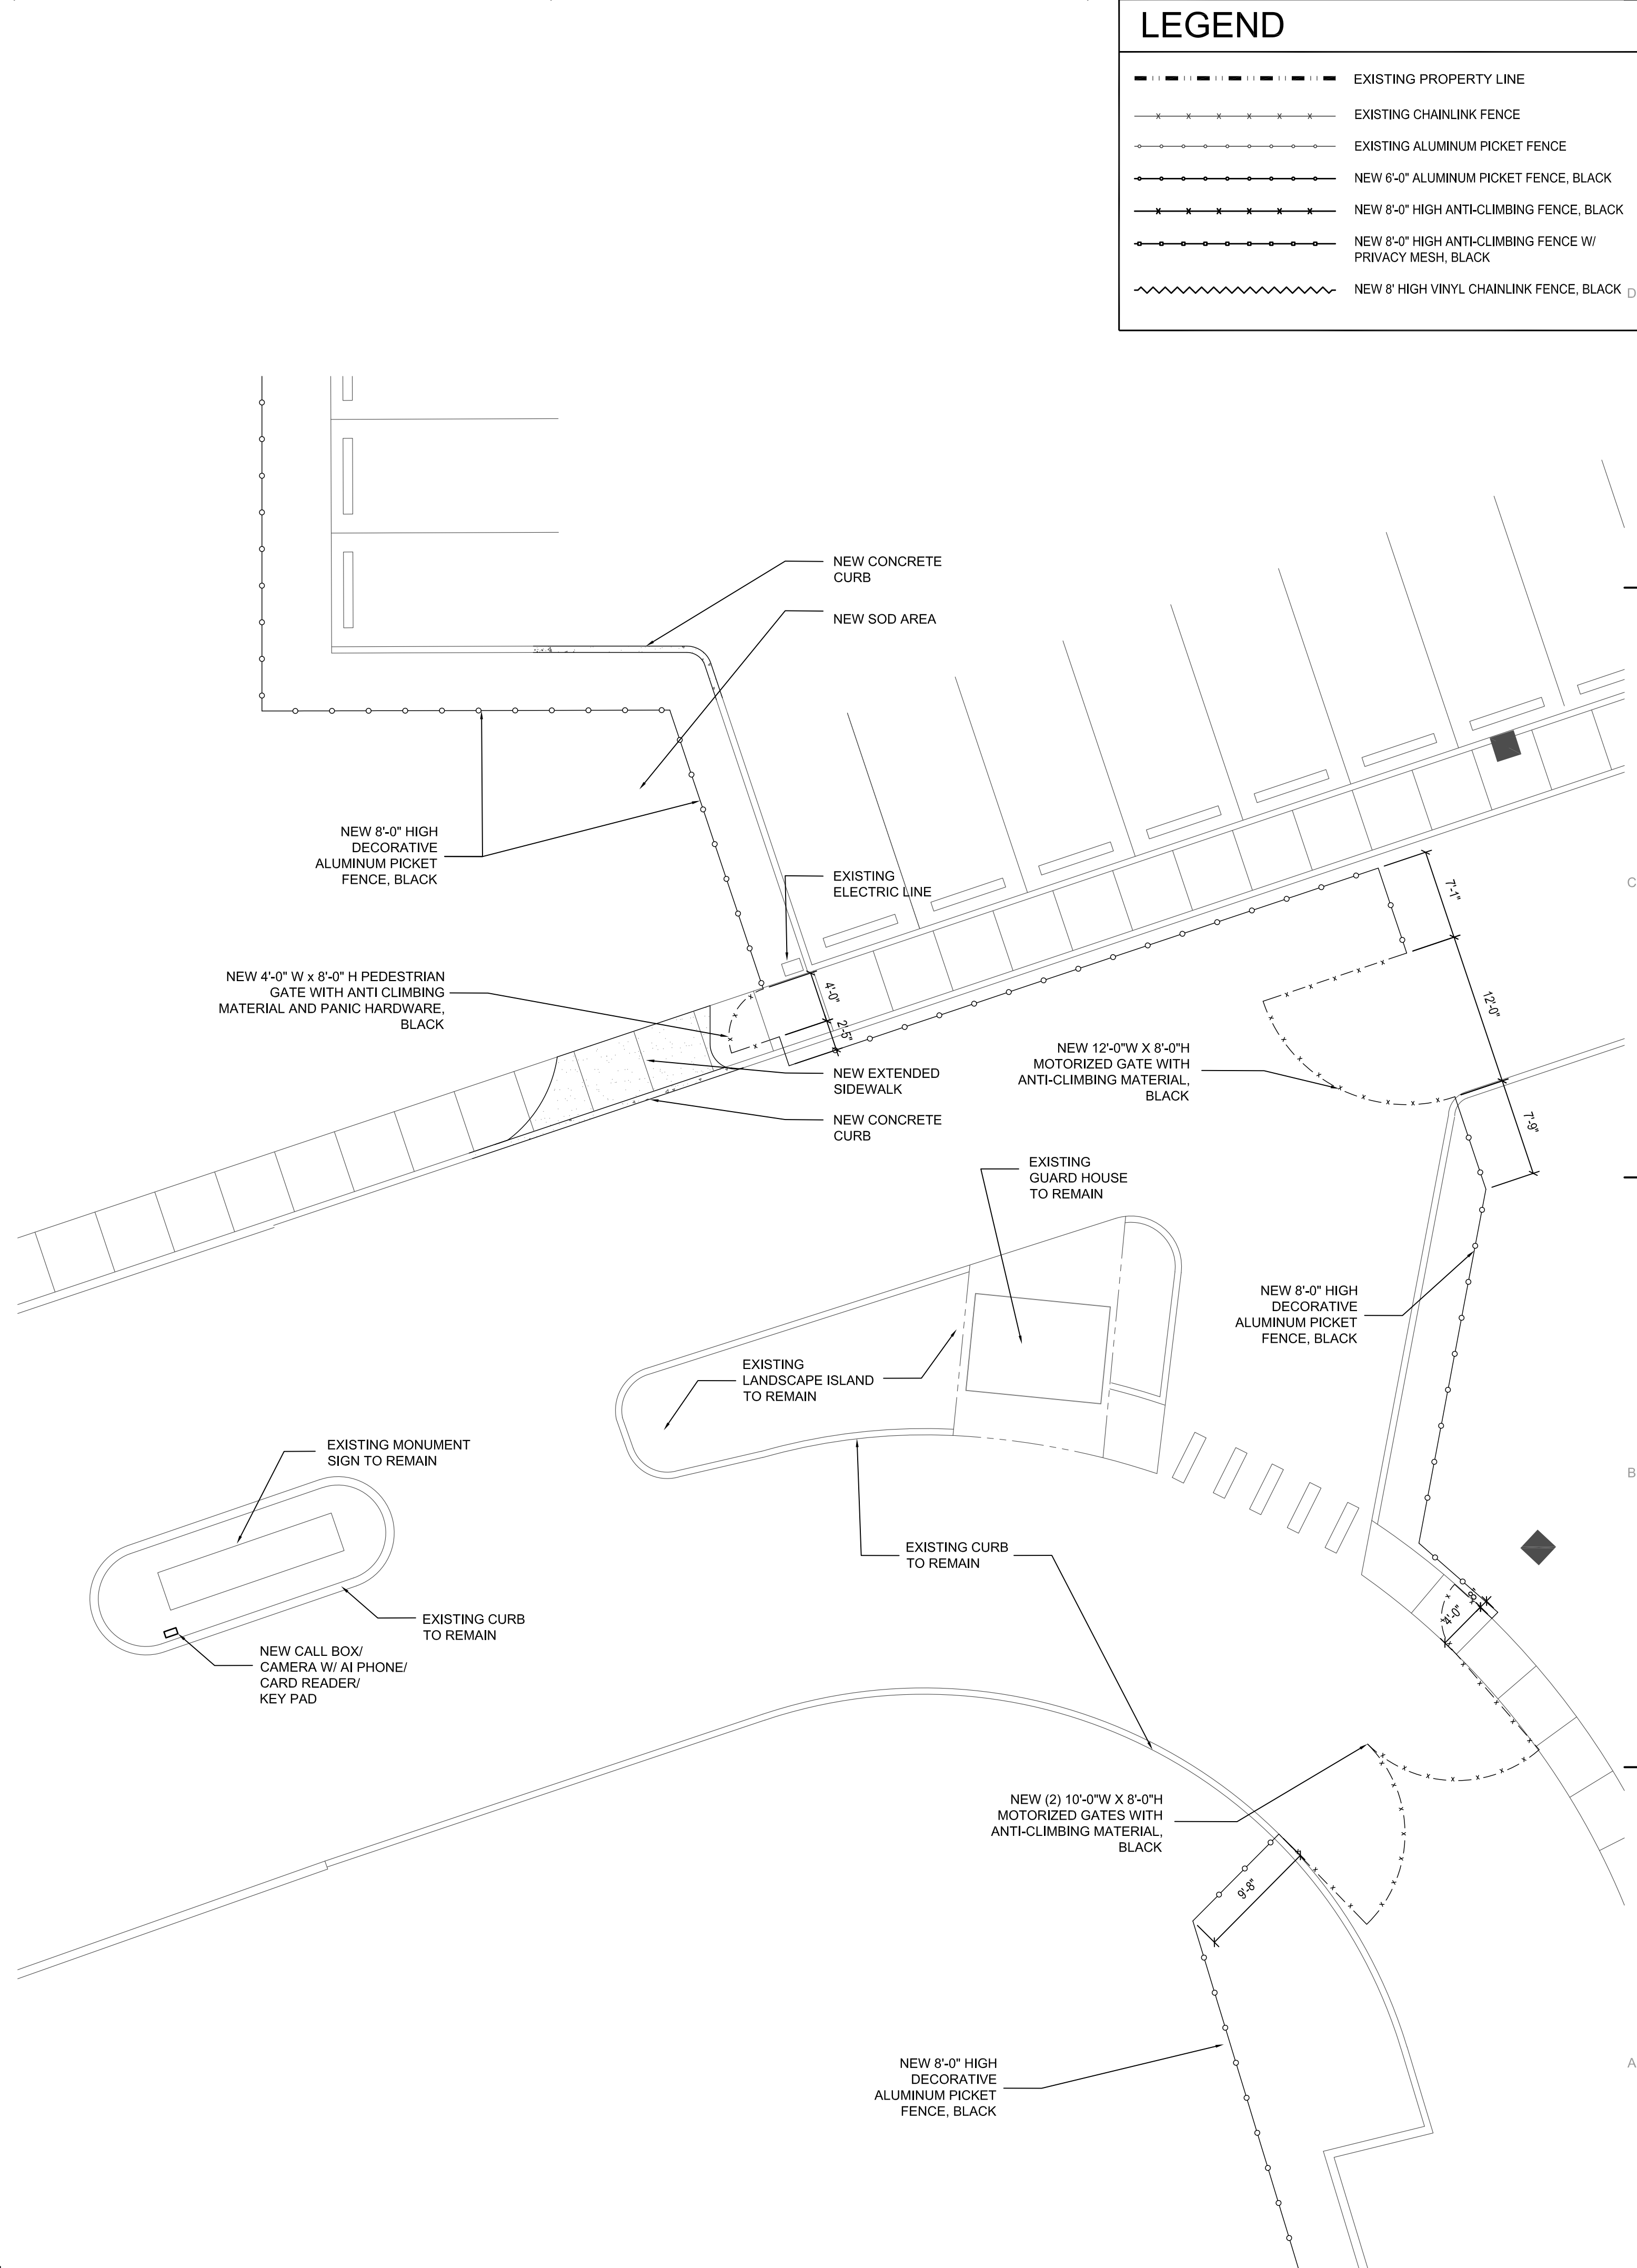 LEGEND
EXISTING PROPERTY LINE
EXISTING CHAINLINK FENCE
EXISTING ALUMINUM PICKET FENCE
NEW 6'-0" ALUMINUM PICKET FENCE, BLACK
NEW 8'-0" HIGH ANTI-CLIMBING FENCE, BLACK
NEW 8'-0" HIGH ANTI-CLIMBING FENCE W/
PRIVACY MESH, BLACK
NEW 8' HIGH VINYL CHAINLINK FENCE, BLACK
D
NEW CONCRETE
CURB
NEW SOD AREA
NEW 8'-0" HIGH
DECORATIVE
ALUMINUM PICKET
FENCE, BLACK
EXISTING
ELECTRIC LINE
C
7'-1"
NEW 4'-0" W x 8'-0" H PEDESTRIAN
GATE WITH ANTI CLIMBING
MATERIAL AND PANIC HARDWARE,
BLACK
4'-0"
2'-5"
12'-0"
NEW 12'-0"W X 8'-0"H
MOTORIZED GATE WITH
ANTI-CLIMBING MATERIAL,
BLACK
NEW EXTENDED
SIDEWALK
NEW CONCRETE
CURB
7'-9"
EXISTING
GUARD HOUSE
TO REMAIN
NEW 8'-0" HIGH
DECORATIVE
ALUMINUM PICKET
FENCE, BLACK
EXISTING
LANDSCAPE ISLAND
TO REMAIN
EXISTING MONUMENT
SIGN TO REMAIN
B
EXISTING CURB
TO REMAIN
8"
4'-0"
EXISTING CURB
TO REMAIN
NEW CALL BOX/
CAMERA W/ AI PHONE/
CARD READER/
KEY PAD
NEW (2) 10'-0"W X 8'-0"H
MOTORIZED GATES WITH
ANTI-CLIMBING MATERIAL,
BLACK
9'-8"
NEW 8'-0" HIGH
DECORATIVE
ALUMINUM PICKET
FENCE, BLACK
A